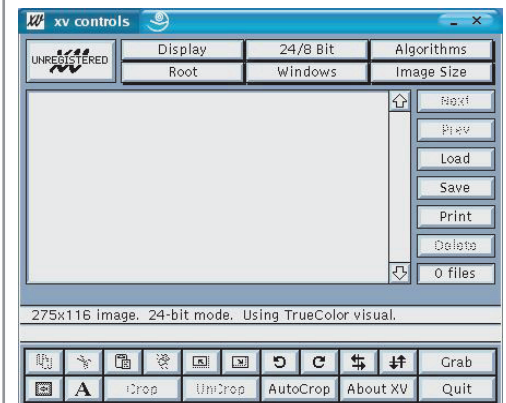 xv controls
UNREGISTERED
Display 24/8 Bit Algorithms
Root Windows Image Size
Next
Prev
Load
Save
Print
Delete
0 files
275x116 image. 24-bit mode. Using TrueColor visual.
Grab
A Crop UnCrop AutoCrop About XV Quit